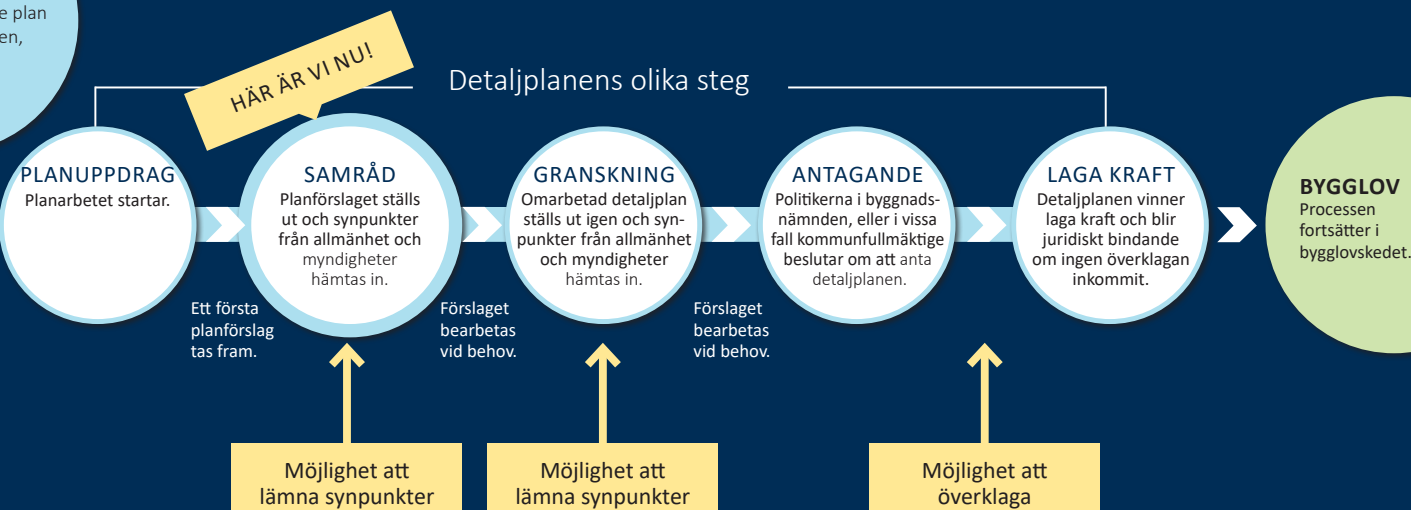 e plan
en,
HÄR ÄR VI NU!
Detaljplanens olika steg
PLANUPPDRAG
Planarbetet startar.
SAMRÅD
Planförslaget ställs
ut och synpunkter
från allmänhet och
myndigheter
hämtas in.
GRANSKNING
Omarbetad detaljplan
ställs ut igen och syn-
punkter från allmänhet
och myndigheter
hämtas in.
ANTAGANDE
Politikerna i byggnads-
nämnden, eller i vissa
fall kommunfullmäktige
beslutar om att anta
detaljplanen.
LAGA KRAFT
Detaljplanen vinner
laga kraft och blir
juridiskt bindande
om ingen överklagan
inkommit.
BYGGLOV
Processen
fortsätter i
bygglovskedet.
Ett första
planförslag
tas fram.
Förslaget
bearbetas
vid behov.
Förslaget
bearbetas
vid behov.
Möjlighet att
lämna synpunkter
Möjlighet att
lämna synpunkter
Möjlighet att
överklaga